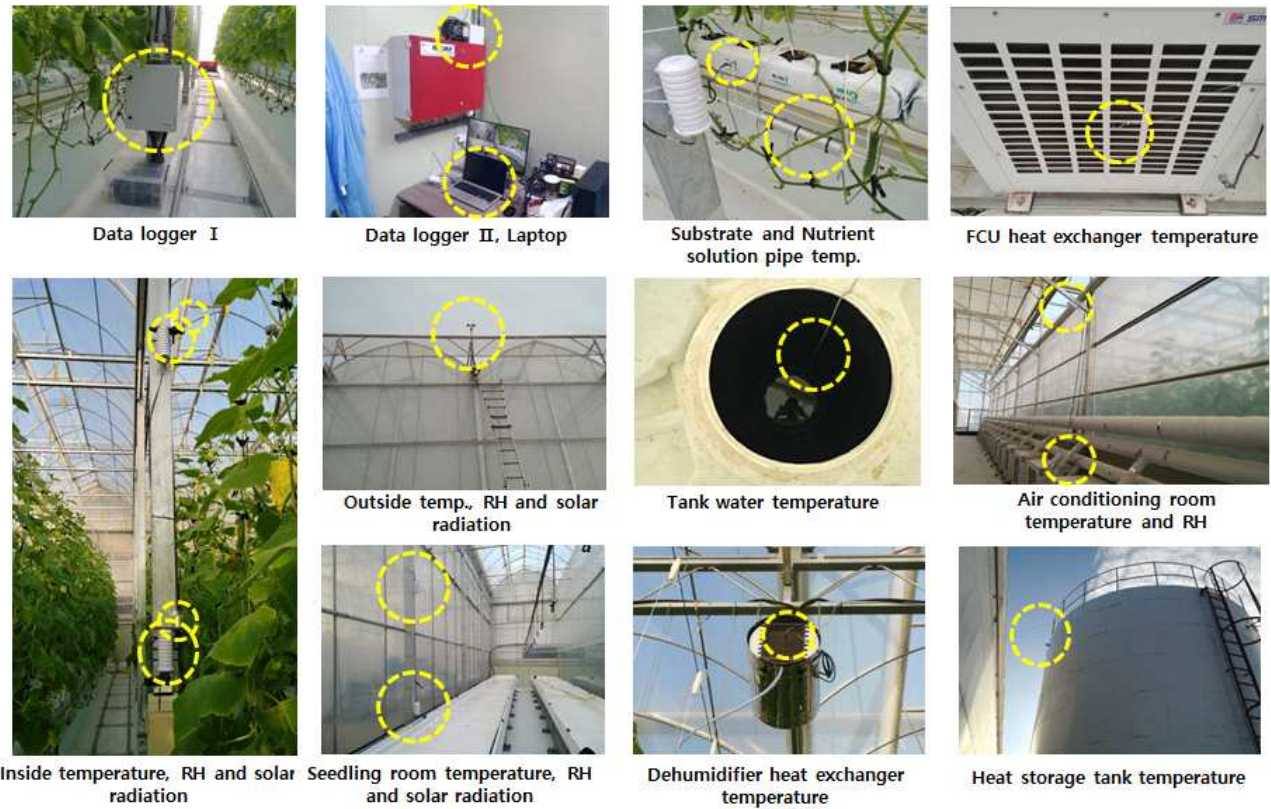 Data logger Ⅰ
Data logger Ⅱ, Laptop
Substrate and Nutrient
solution pipe temp.
FCU heat exchanger temperature
Outside temp., RH and solar
radiation
Tank water temperature
Air conditioning room
temperature and RH
Inside temperature, RH and solar
radiation
Seedling room temperature, RH
and solar radiation
Dehumidifier heat exchanger
temperature
Heat storage tank temperature